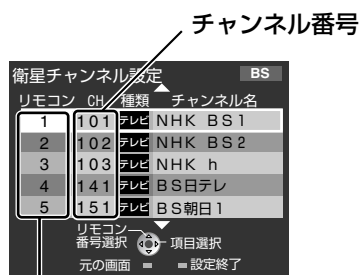 チャンネル番号
衛星チャンネル設定 BS
リモコン CH 種類 チャンネル名
1 101 テレビ NHK BS1
2 102 テレビ NHK BS2
3 103 テレビ NHK h
4 141 テレビ BS日テレ
5 151 テレビ BS朝日1
リモコン
番号選択 項目選択
元の画面 設定終了